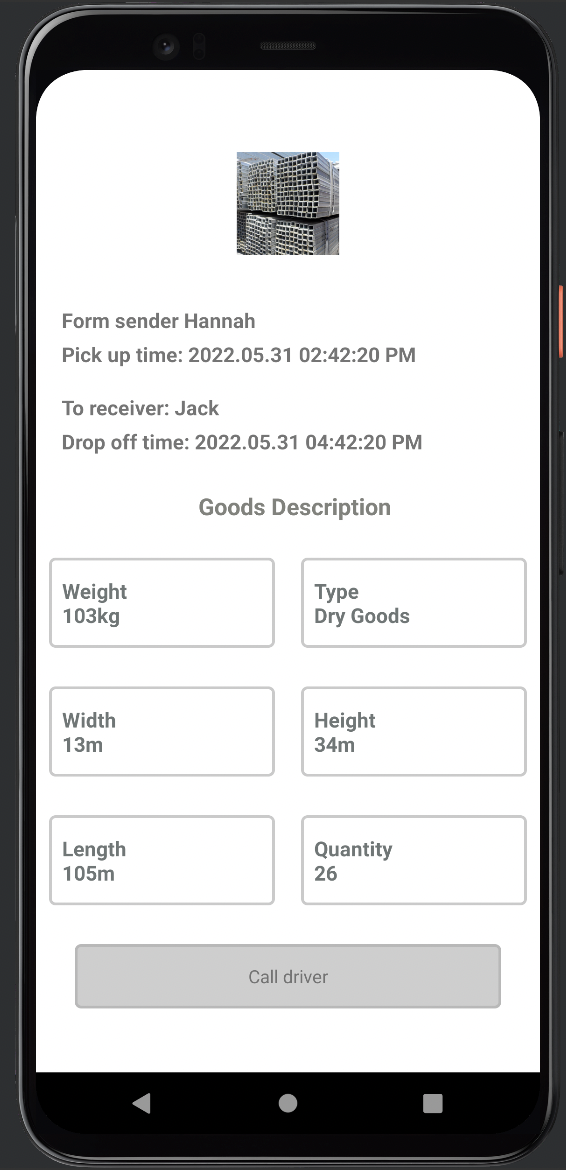 Form sender Hannah
Pick up time: 2022.05.31 02:42:20 PM
To receiver: Jack
Drop off time: 2022.05.31 04:42:20 PM
Goods Description
Weight
103kg
Type
Dry Goods
Width
13m
Height
34m
Length
105m
Quantity
26
Call driver